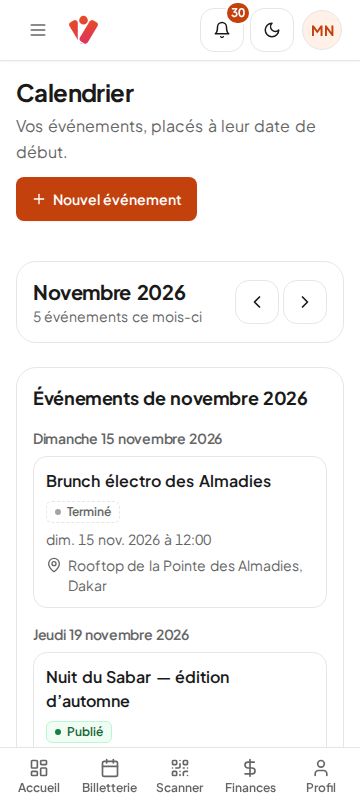 30
MN
Calendrier
Vos événements, placés à leur date de
début.
+ Nouvel événement
Novembre 2026
5 événements ce mois-ci
Événements de novembre 2026
Dimanche 15 novembre 2026
Brunch électro des Almadies
Terminé
dim. 15 nov. 2026 à 12:00
Rooftop de la Pointe des Almadies,
Dakar
Jeudi 19 novembre 2026
Nuit du Sabar — édition
d’automne
Publié
Accueil Billetterie Scanner Finances Profil